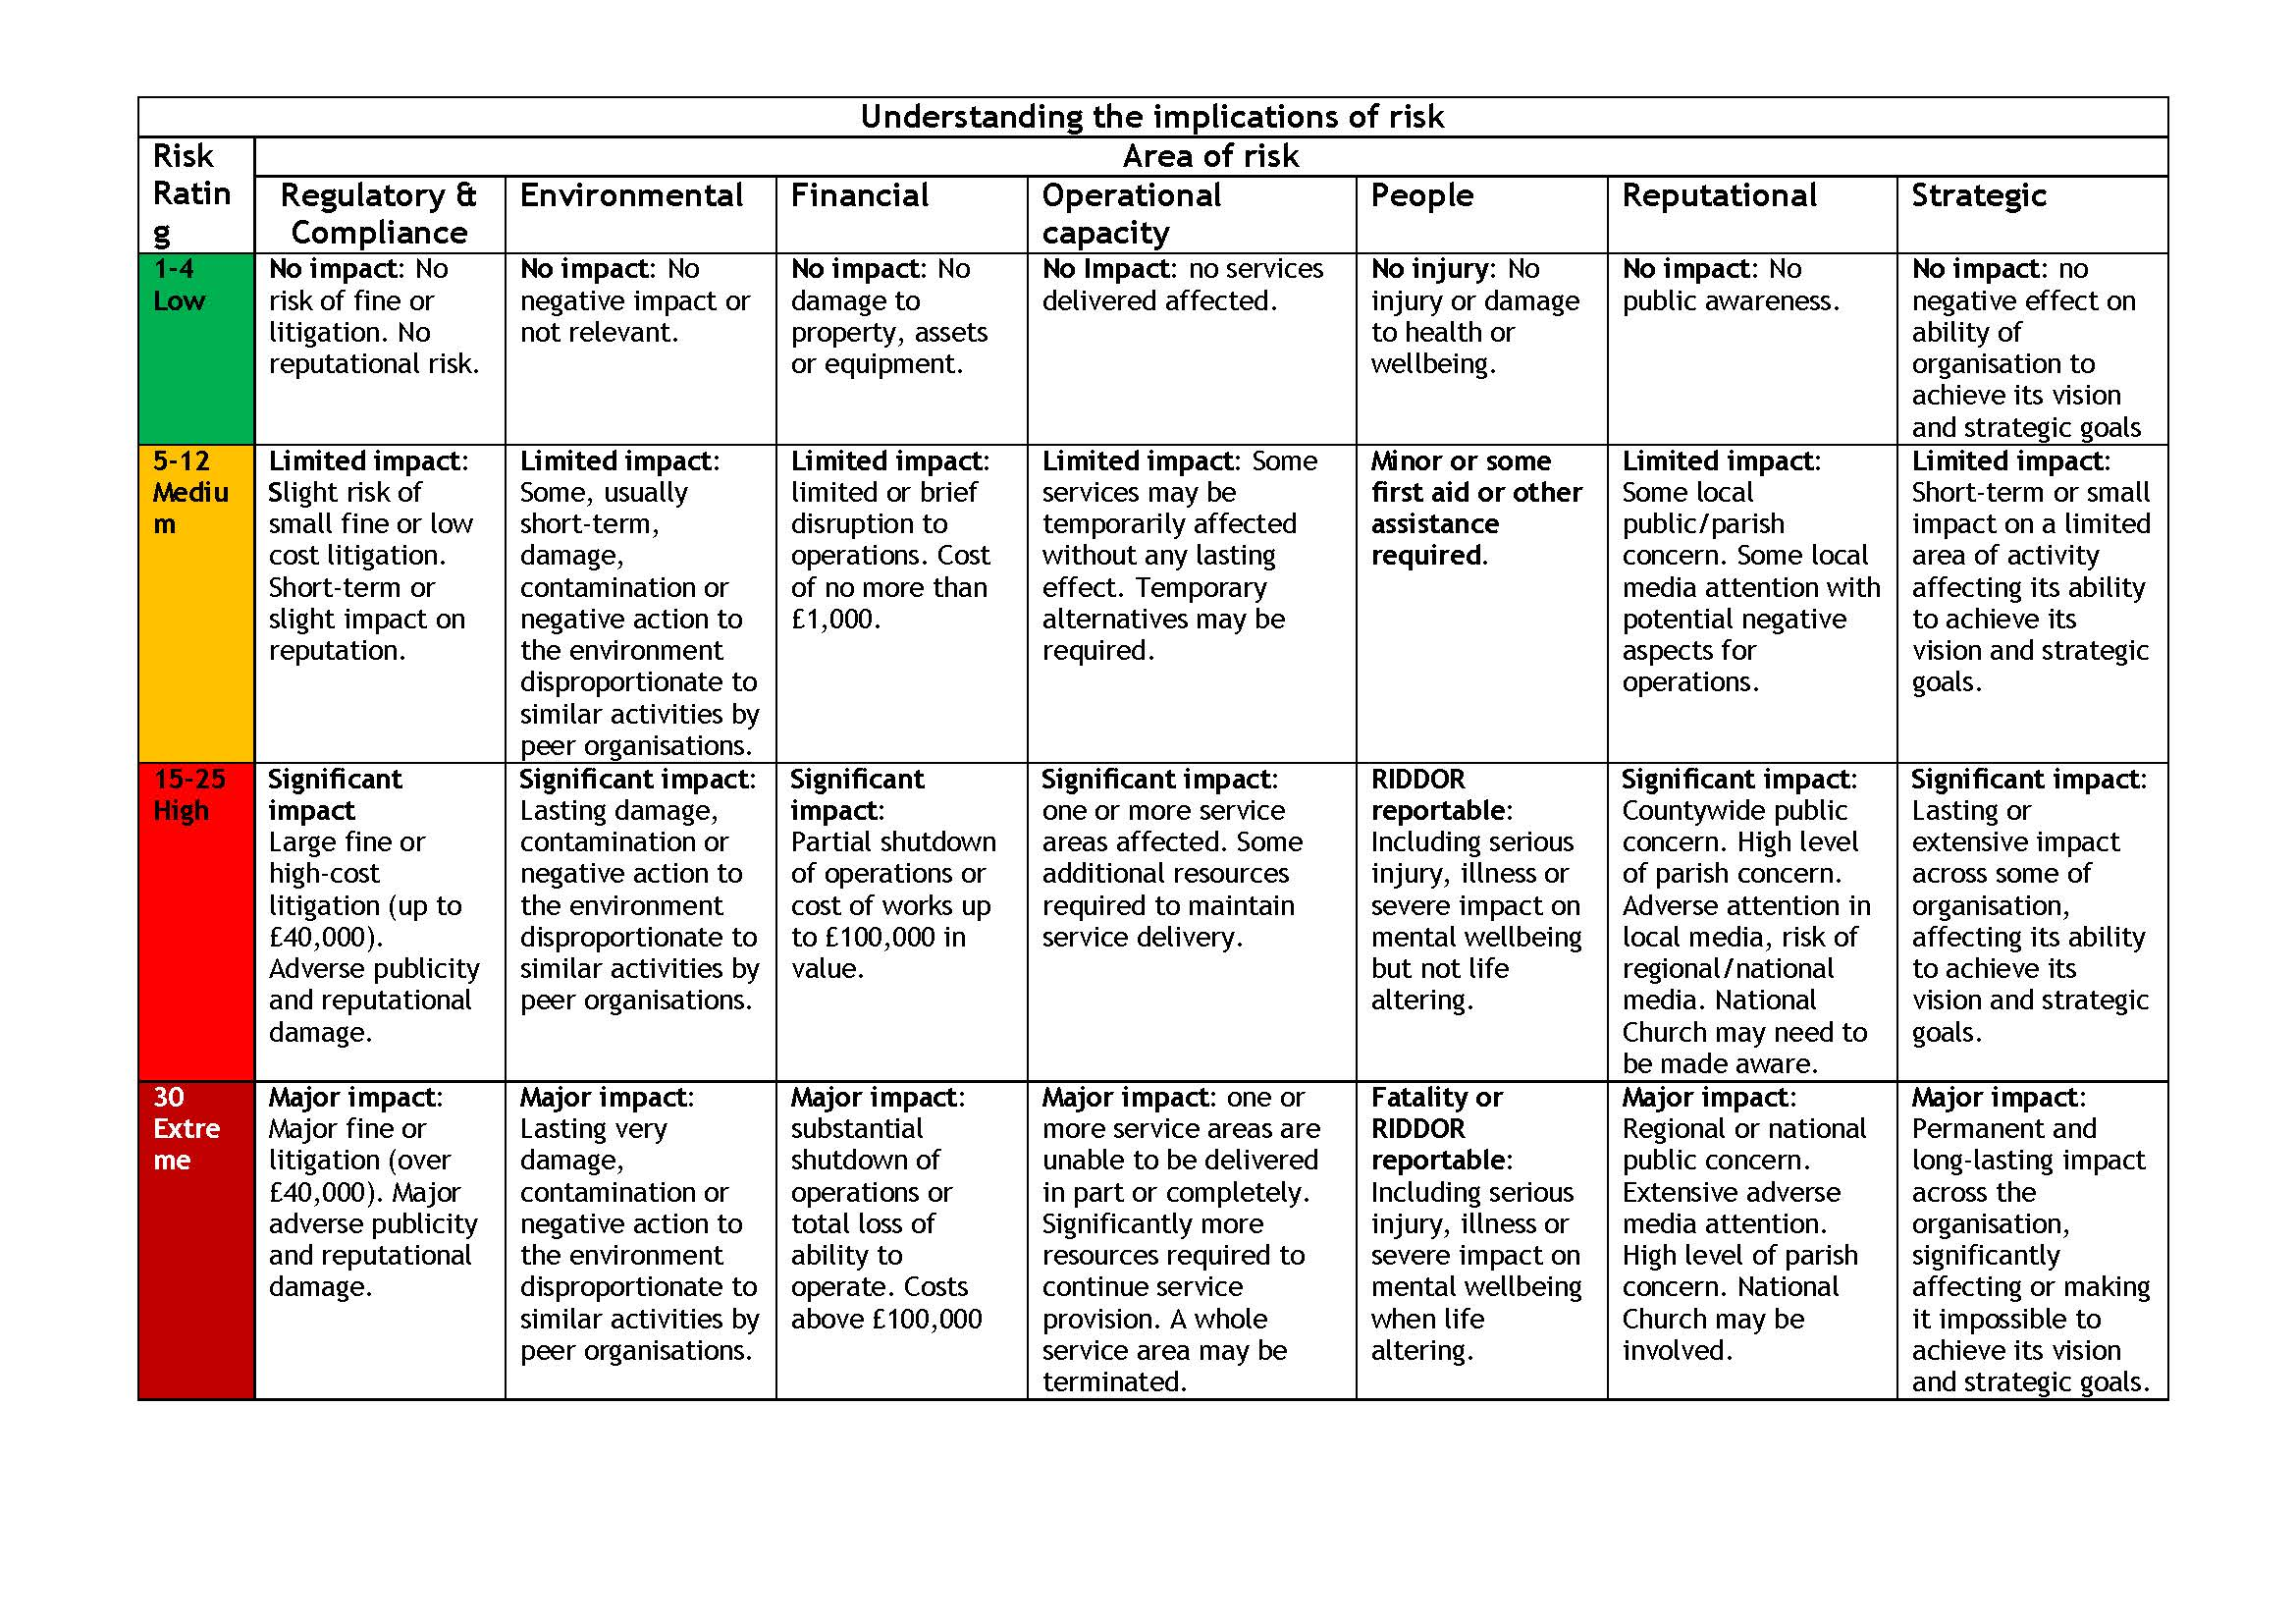 Understanding the implications of risk
Risk
Ratin
g
Area of risk
Regulatory &
Compliance
Environmental
Financial
Operational
capacity
People
Reputational
Strategic
1-4
Low
No impact: No
risk of fine or
litigation. No
reputational risk.
No impact: No
negative impact or
not relevant.
No impact: No
damage to
property, assets
or equipment.
No Impact: no services
delivered affected.
No injury: No
injury or damage
to health or
wellbeing.
No impact: No
public awareness.
No impact: no
negative effect on
ability of
organisation to
achieve its vision
and strategic goals
5-12
Mediu
m
Limited impact:
Slight risk of
small fine or low
cost litigation.
Short-term or
slight impact on
reputation.
Limited impact:
Some, usually
short-term,
damage,
contamination or
negative action to
the environment
disproportionate to
similar activities by
peer organisations.
Limited impact:
limited or brief
disruption to
operations. Cost
of no more than
£1,000.
Limited impact: Some
services may be
temporarily affected
without any lasting
effect. Temporary
alternatives may be
required.
Minor or some
first aid or other
assistance
required.
Limited impact:
Some local
public/parish
concern. Some local
media attention with
potential negative
aspects for
operations.
Limited impact:
Short-term or small
impact on a limited
area of activity
affecting its ability
to achieve its
vision and strategic
goals.
15-25
High
Significant
impact
Large fine or
high-cost
litigation (up to
£40,000).
Adverse publicity
and reputational
damage.
Significant impact:
Lasting damage,
contamination or
negative action to
the environment
disproportionate to
similar activities by
peer organisations.
Significant
impact:
Partial shutdown
of operations or
cost of works up
to £100,000 in
value.
Significant impact:
one or more service
areas affected. Some
additional resources
required to maintain
service delivery.
RIDDOR
reportable:
Including serious
injury, illness or
severe impact on
mental wellbeing
but not life
altering.
Significant impact:
Countywide public
concern. High level
of parish concern.
Adverse attention in
local media, risk of
regional/national
media. National
Church may need to
be made aware.
Significant impact:
Lasting or
extensive impact
across some of
organisation,
affecting its ability
to achieve its
vision and strategic
goals.
30
Extre
me
Major impact:
Major fine or
litigation (over
£40,000). Major
adverse publicity
and reputational
damage.
Major impact:
Lasting very
damage,
contamination or
negative action to
the environment
disproportionate to
similar activities by
peer organisations.
Major impact:
substantial
shutdown of
operations or
total loss of
ability to
operate. Costs
above £100,000
Major impact: one or
more service areas are
unable to be delivered
in part or completely.
Significantly more
resources required to
continue service
provision. A whole
service area may be
terminated.
Fatality or
RIDDOR
reportable:
Including serious
injury, illness or
severe impact on
mental wellbeing
when life
altering.
Major impact:
Regional or national
public concern.
Extensive adverse
media attention.
High level of parish
concern. National
Church may be
involved.
Major impact:
Permanent and
long-lasting impact
across the
organisation,
significantly
affecting or making
it impossible to
achieve its vision
and strategic goals.